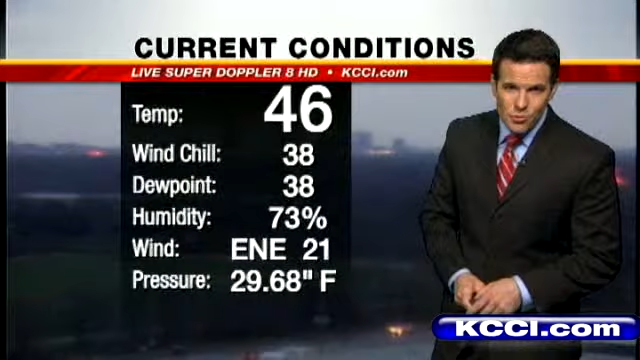 CURRENT CONDITIONS
LIVE SUPER DOPPLER 8 HD • KCCI.com
Temp: 46
Wind Chill: 38
Dewpoint: 38
Humidity: 73%
Wind: ENE 21
Pressure: 29.68" F
KCCI.com